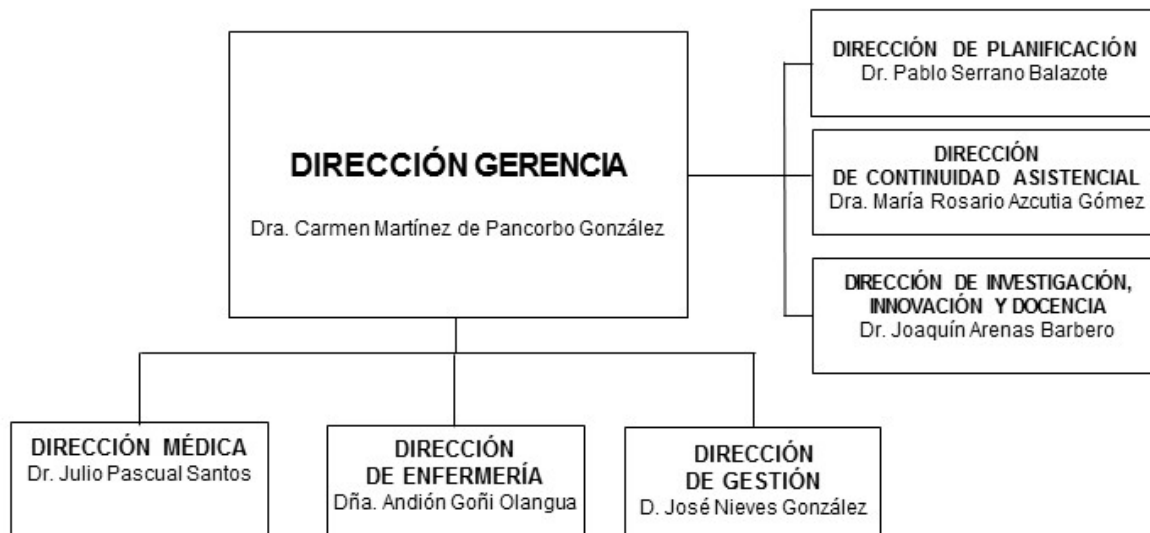 DIRECCIÓN GERENCIA
Dra. Carmen Martínez de Pancorbo González
DIRECCIÓN DE PLANIFICACIÓN
Dr. Pablo Serrano Balazote
DIRECCIÓN
DE CONTINUIDAD ASISTENCIAL
Dra. María Rosario Azcutia Gómez
DIRECCIÓN DE INVESTIGACIÓN,
INNOVACIÓN Y DOCENCIA
Dr. Joaquín Arenas Barbero
DIRECCIÓN MÉDICA
Dr. Julio Pascual Santos
DIRECCIÓN
DE ENFERMERÍA
Dña. Andión Goñi Olangua
DIRECCIÓN
DE GESTIÓN
D. José Nieves González